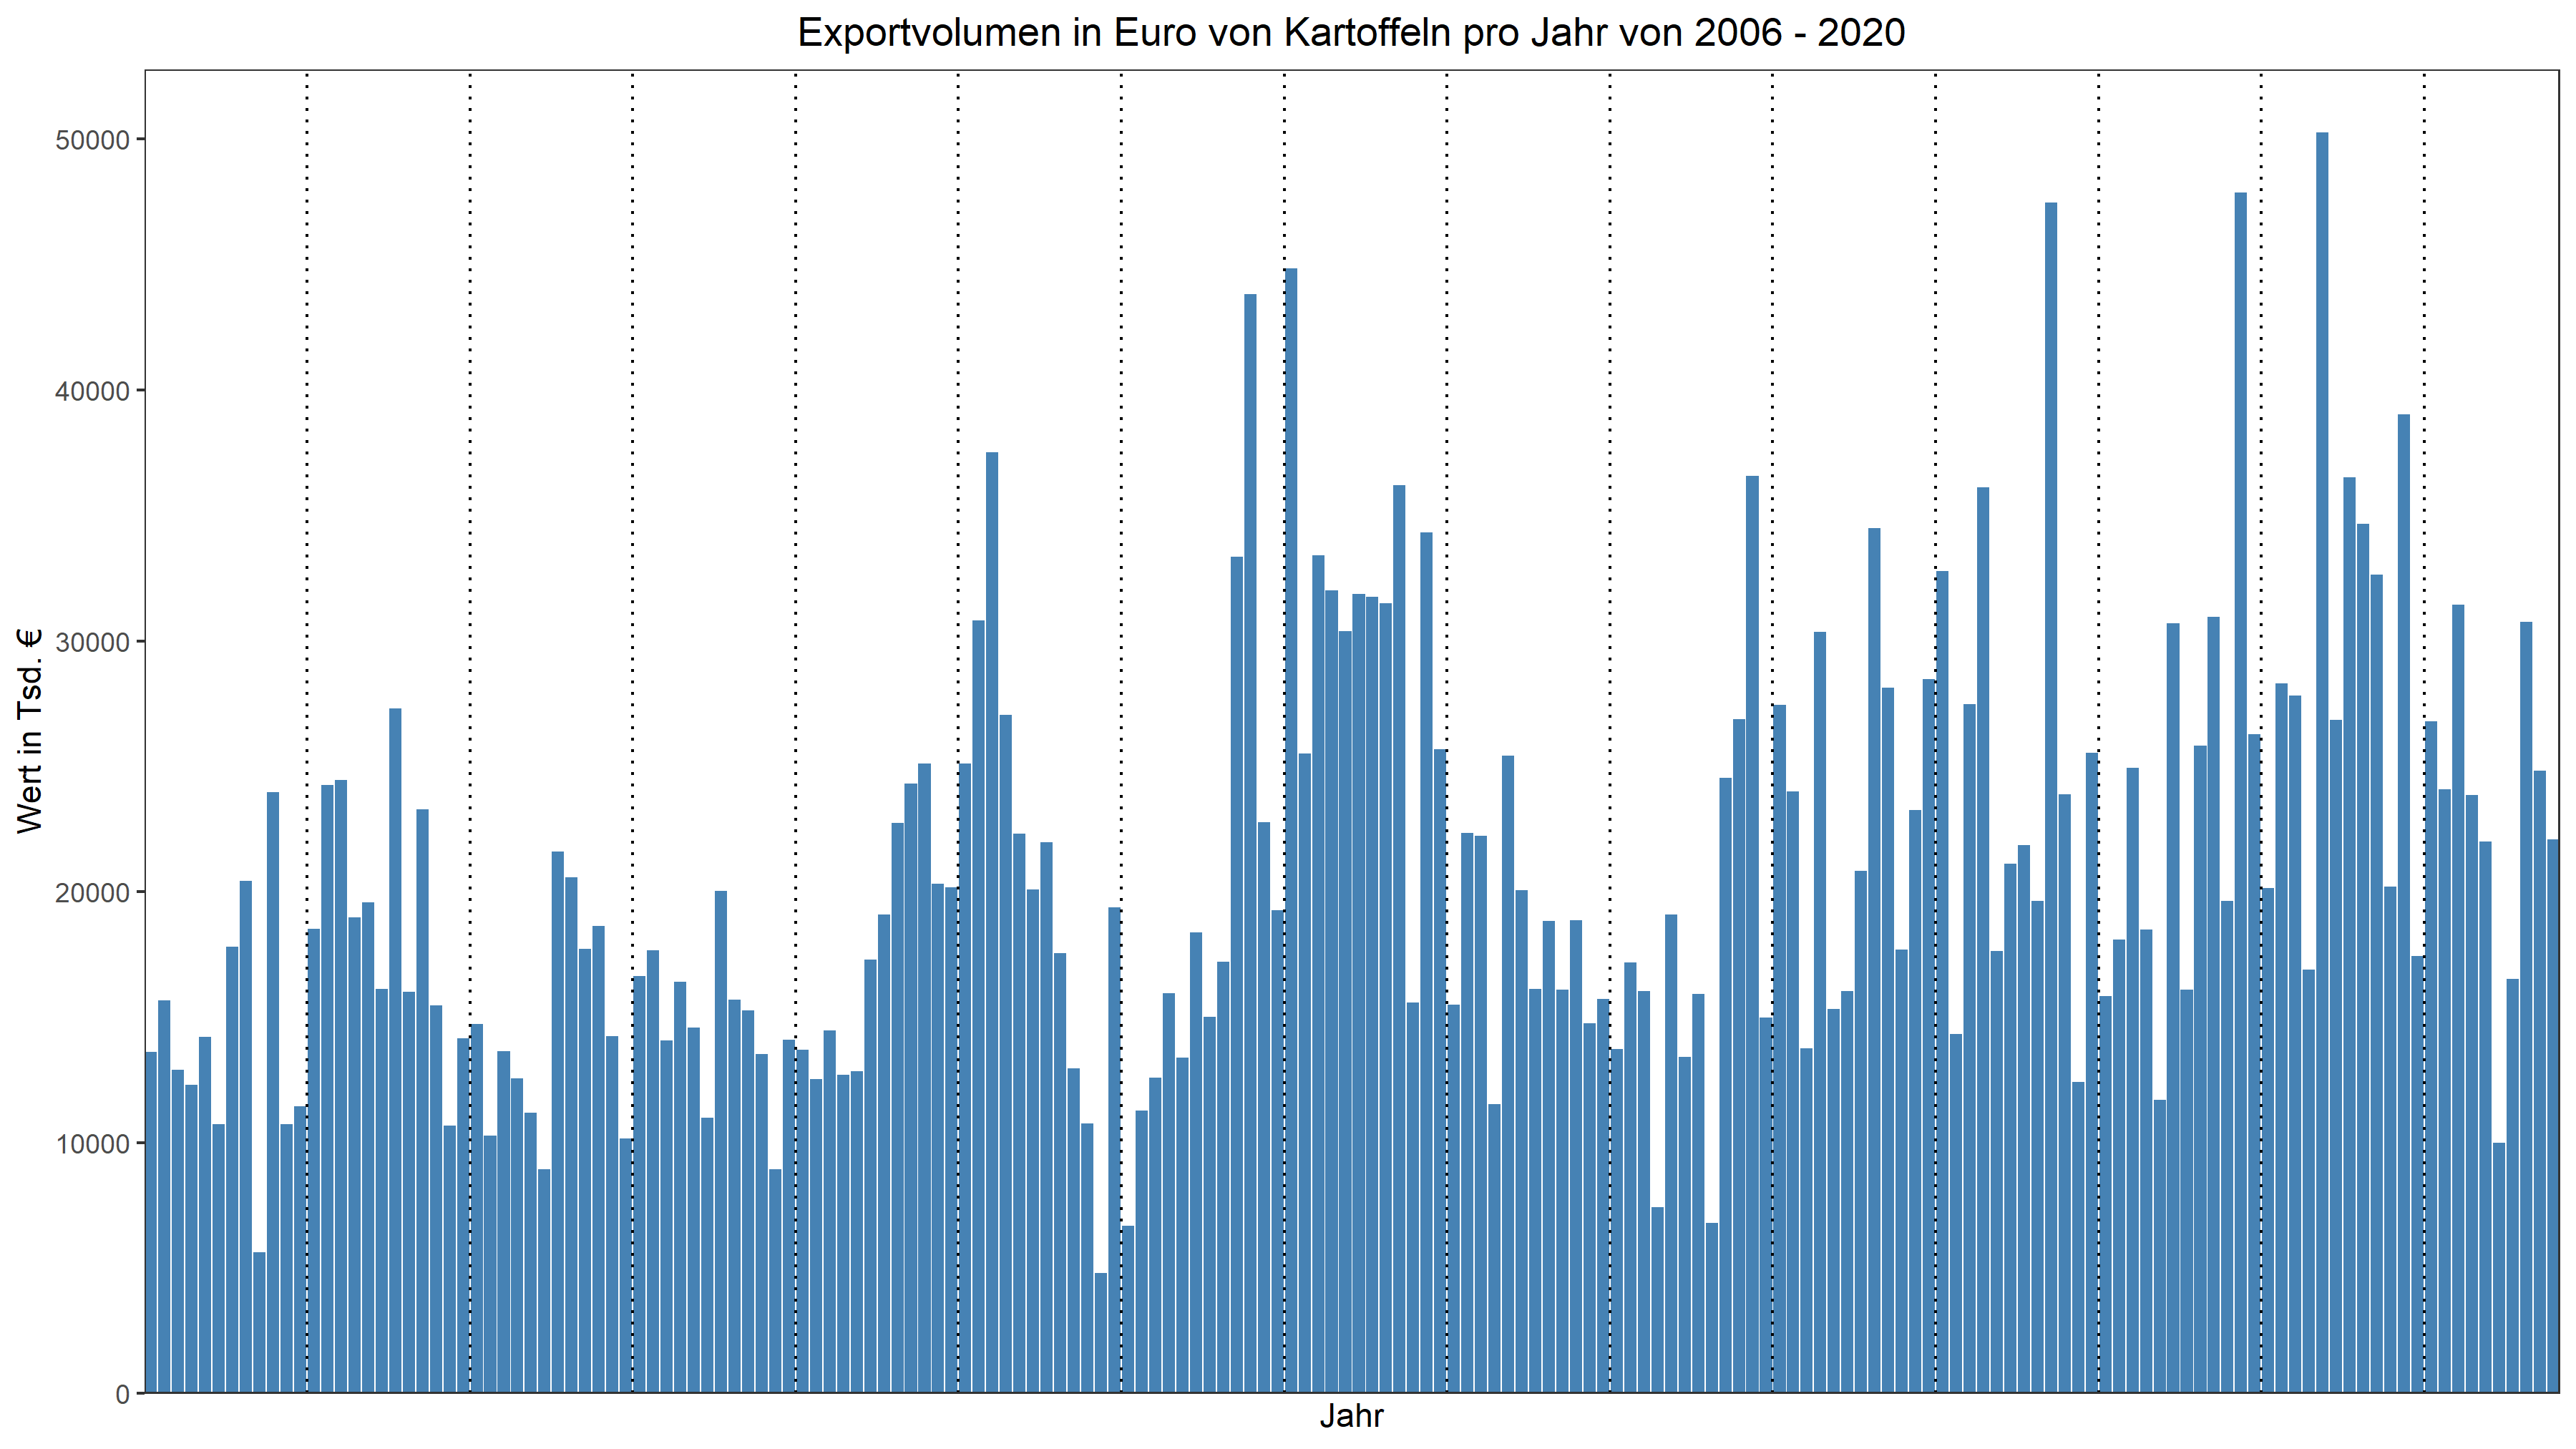 Exportvolumen in Euro von Kartoffeln pro Jahr von 2006 - 2020
Wert in Tsd. €
50000
40000
30000
20000
10000
0
Jahr